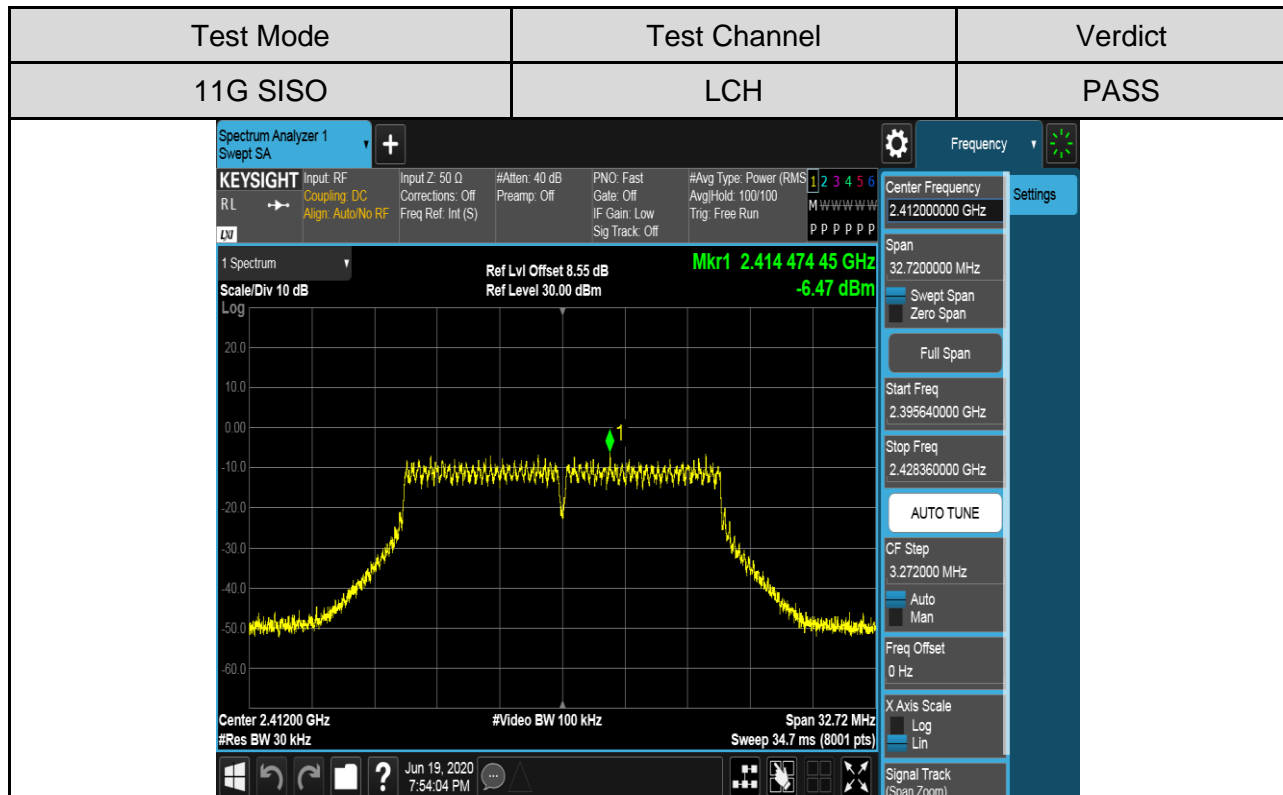 Test Mode Test Channel Verdict
11G SISO LCH PASS
Spectrum Analyzer 1
Swept SA
+
Frequency
KEYSIGHT
RL
LXI
Input: RF
Coupling: DC
Align: Auto/No RF
Input Z: 50 Ω
Corrections: Off
Freq Ref: Int (S)
#Atten: 40 dB
Preamp: Off
PNO: Fast
Gate: Off
IF Gain: Low
Sig Track: Off
#Avg Type: Power (RMS
Avg|Hold: 100/100
Trig: Free Run
1 2 3 4 5 6
M W W W W W
P P P P P P
1 Spectrum
Scale/Div 10 dB
Ref Lvl Offset 8.55 dB
Ref Level 30.00 dBm
Mkr1 2.414 474 45 GHz
-6.47 dBm
Log
20.0
10.0
0.00
-10.0
-20.0
-30.0
-40.0
-50.0
-60.0
1
Center 2.41200 GHz
#Res BW 30 kHz
#Video BW 100 kHz
Span 32.72 MHz
Sweep 34.7 ms (8001 pts)
?
Jun 19, 2020
7:54:04 PM
Center Frequency
2.412000000 GHz
Settings
Span
32.7200000 MHz
Swept Span
Zero Span
Full Span
Start Freq
2.395640000 GHz
Stop Freq
2.428360000 GHz
AUTO TUNE
CF Step
3.272000 MHz
Auto
Man
Freq Offset
0 Hz
X Axis Scale
Log
Lin
Signal Track
(Span Zoom)